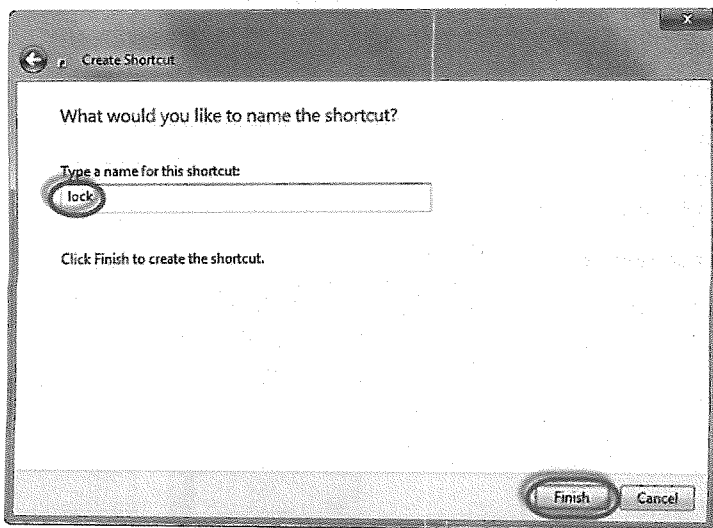 Create Shortcut
What would you like to name the shortcut?
Type a name for this shortcut:
lock
Click Finish to create the shortcut.
Finish Cancel